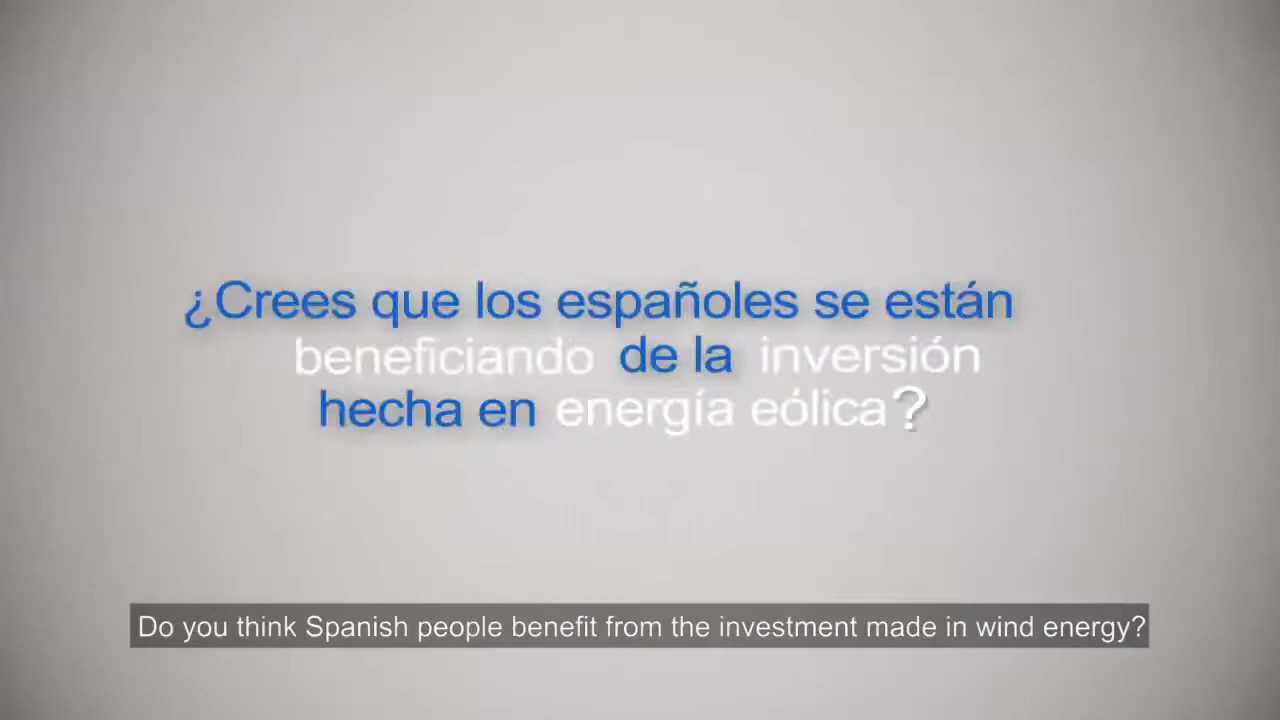 ¿Crees que los españoles se están
beneficiando de la inversión
hecha en energía eólica?
Do you think Spanish people benefit from the investment made in wind energy?